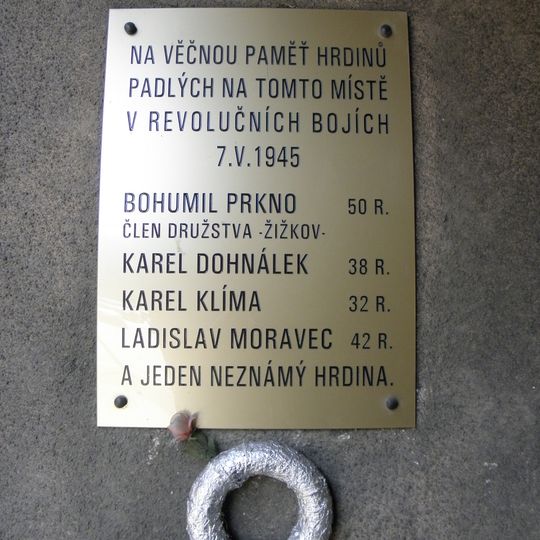 NA VĚČNOU PAMĚŤ HRDINŮ
PADLÝCH NA TOMTO MÍSTĚ
V REVOLUČNÍCH BOJÍCH
7.V.1945
BOHUMIL PRKNO 50 R.
ČLEN DRUŽSTVA -ŽIŽKOV-
KAREL DOHNÁLEK 38 R.
KAREL KLÍMA 32 R.
LADISLAV MORAVEC 42 R.
A JEDEN NEZNÁMÝ HRDINA.